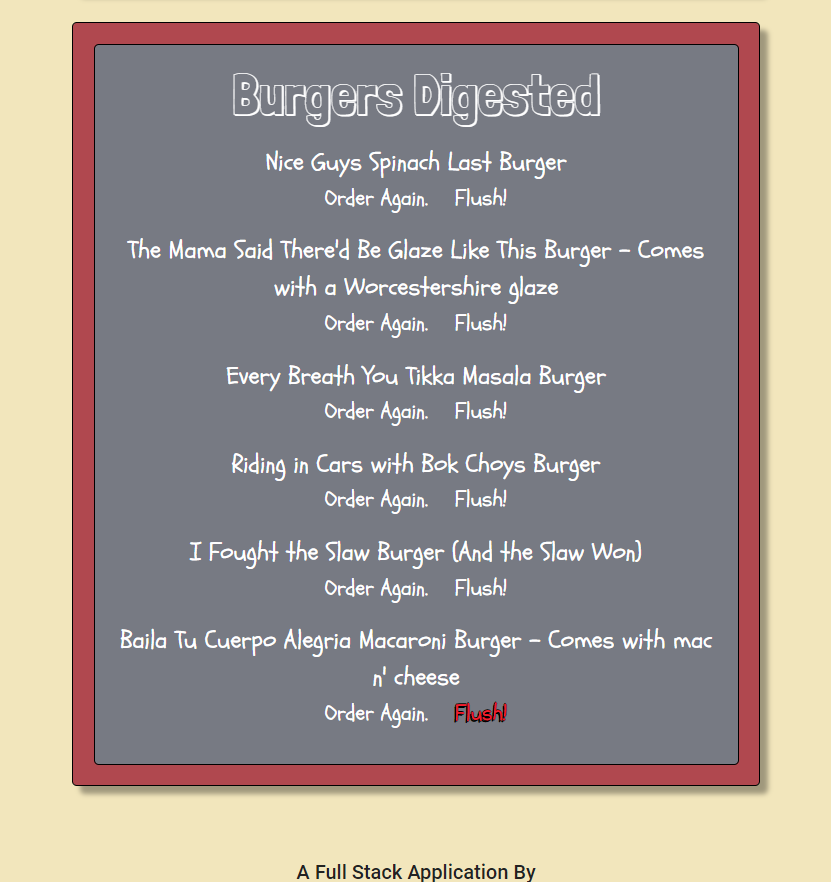 Burgers Digested
Nice Guys Spinach Last Burger
Order Again. Flush!
The Mama Said There'd Be Glaze Like This Burger - Comes
with a Worcestershire glaze
Order Again. Flush!
Every Breath You Tikka Masala Burger
Order Again. Flush!
Riding in Cars with Bok Choys Burger
Order Again. Flush!
I Fought the Slaw Burger (And the Slaw Won)
Order Again. Flush!
Baila Tu Cuerpo Alegria Macaroni Burger - Comes with mac
n' cheese
Order Again. Flush!
A Full Stack Application By